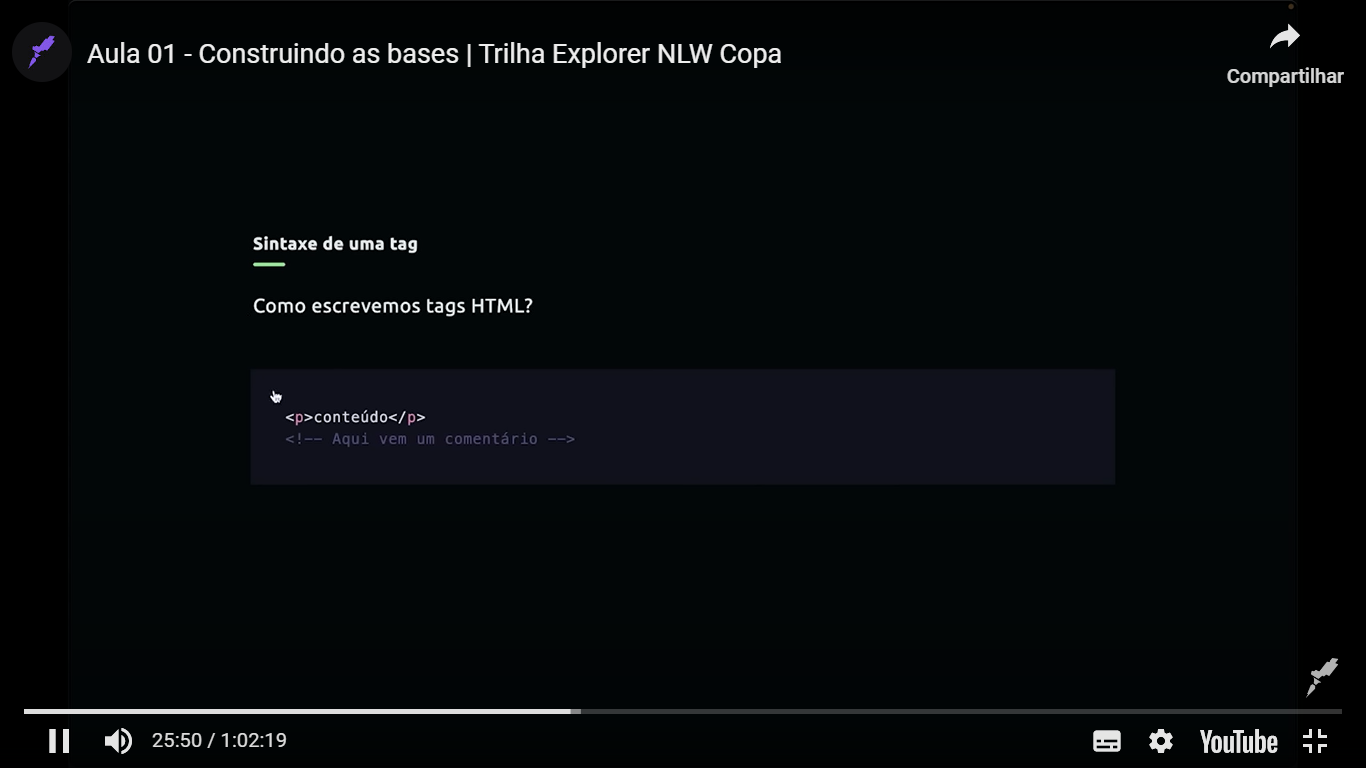 Aula 01 - Construindo as bases | Trilha Explorer NLW Copa
Compartilhar
Sintaxe de uma tag
Como escrevemos tags HTML?
<p>conteúdo</p>
<!-- Aqui vem um comentário -->
25:50 / 1:02:19
YouTube